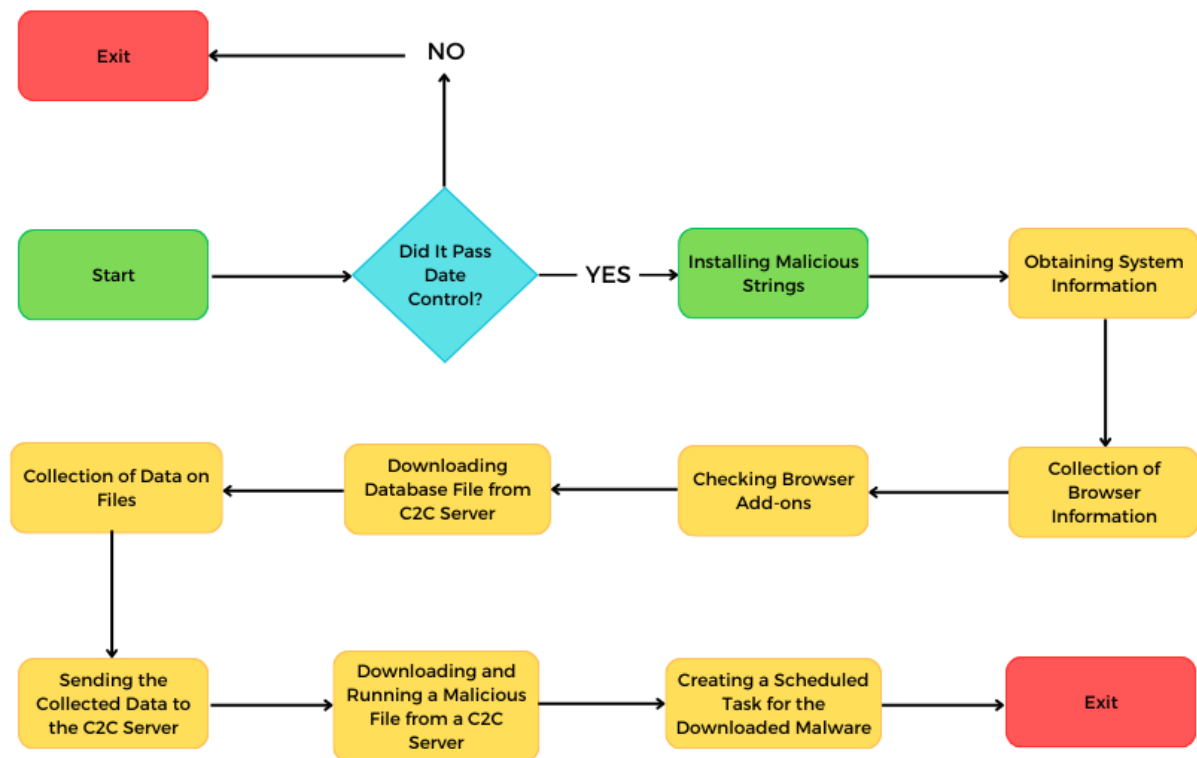 Exit
NO
Start
Did It Pass
Date
Control?
YES
Installing Malicious
Strings
Obtaining System
Information
Collection of
Browser
Information
Checking Browser
Add-ons
Downloading
Database File from
C2C Server
Collection of Data on
Files
Sending the
Collected Data to
the C2C Server
Downloading and
Running a Malicious
File from a C2C
Server
Creating a Scheduled
Task for the
Downloaded Malware
Exit